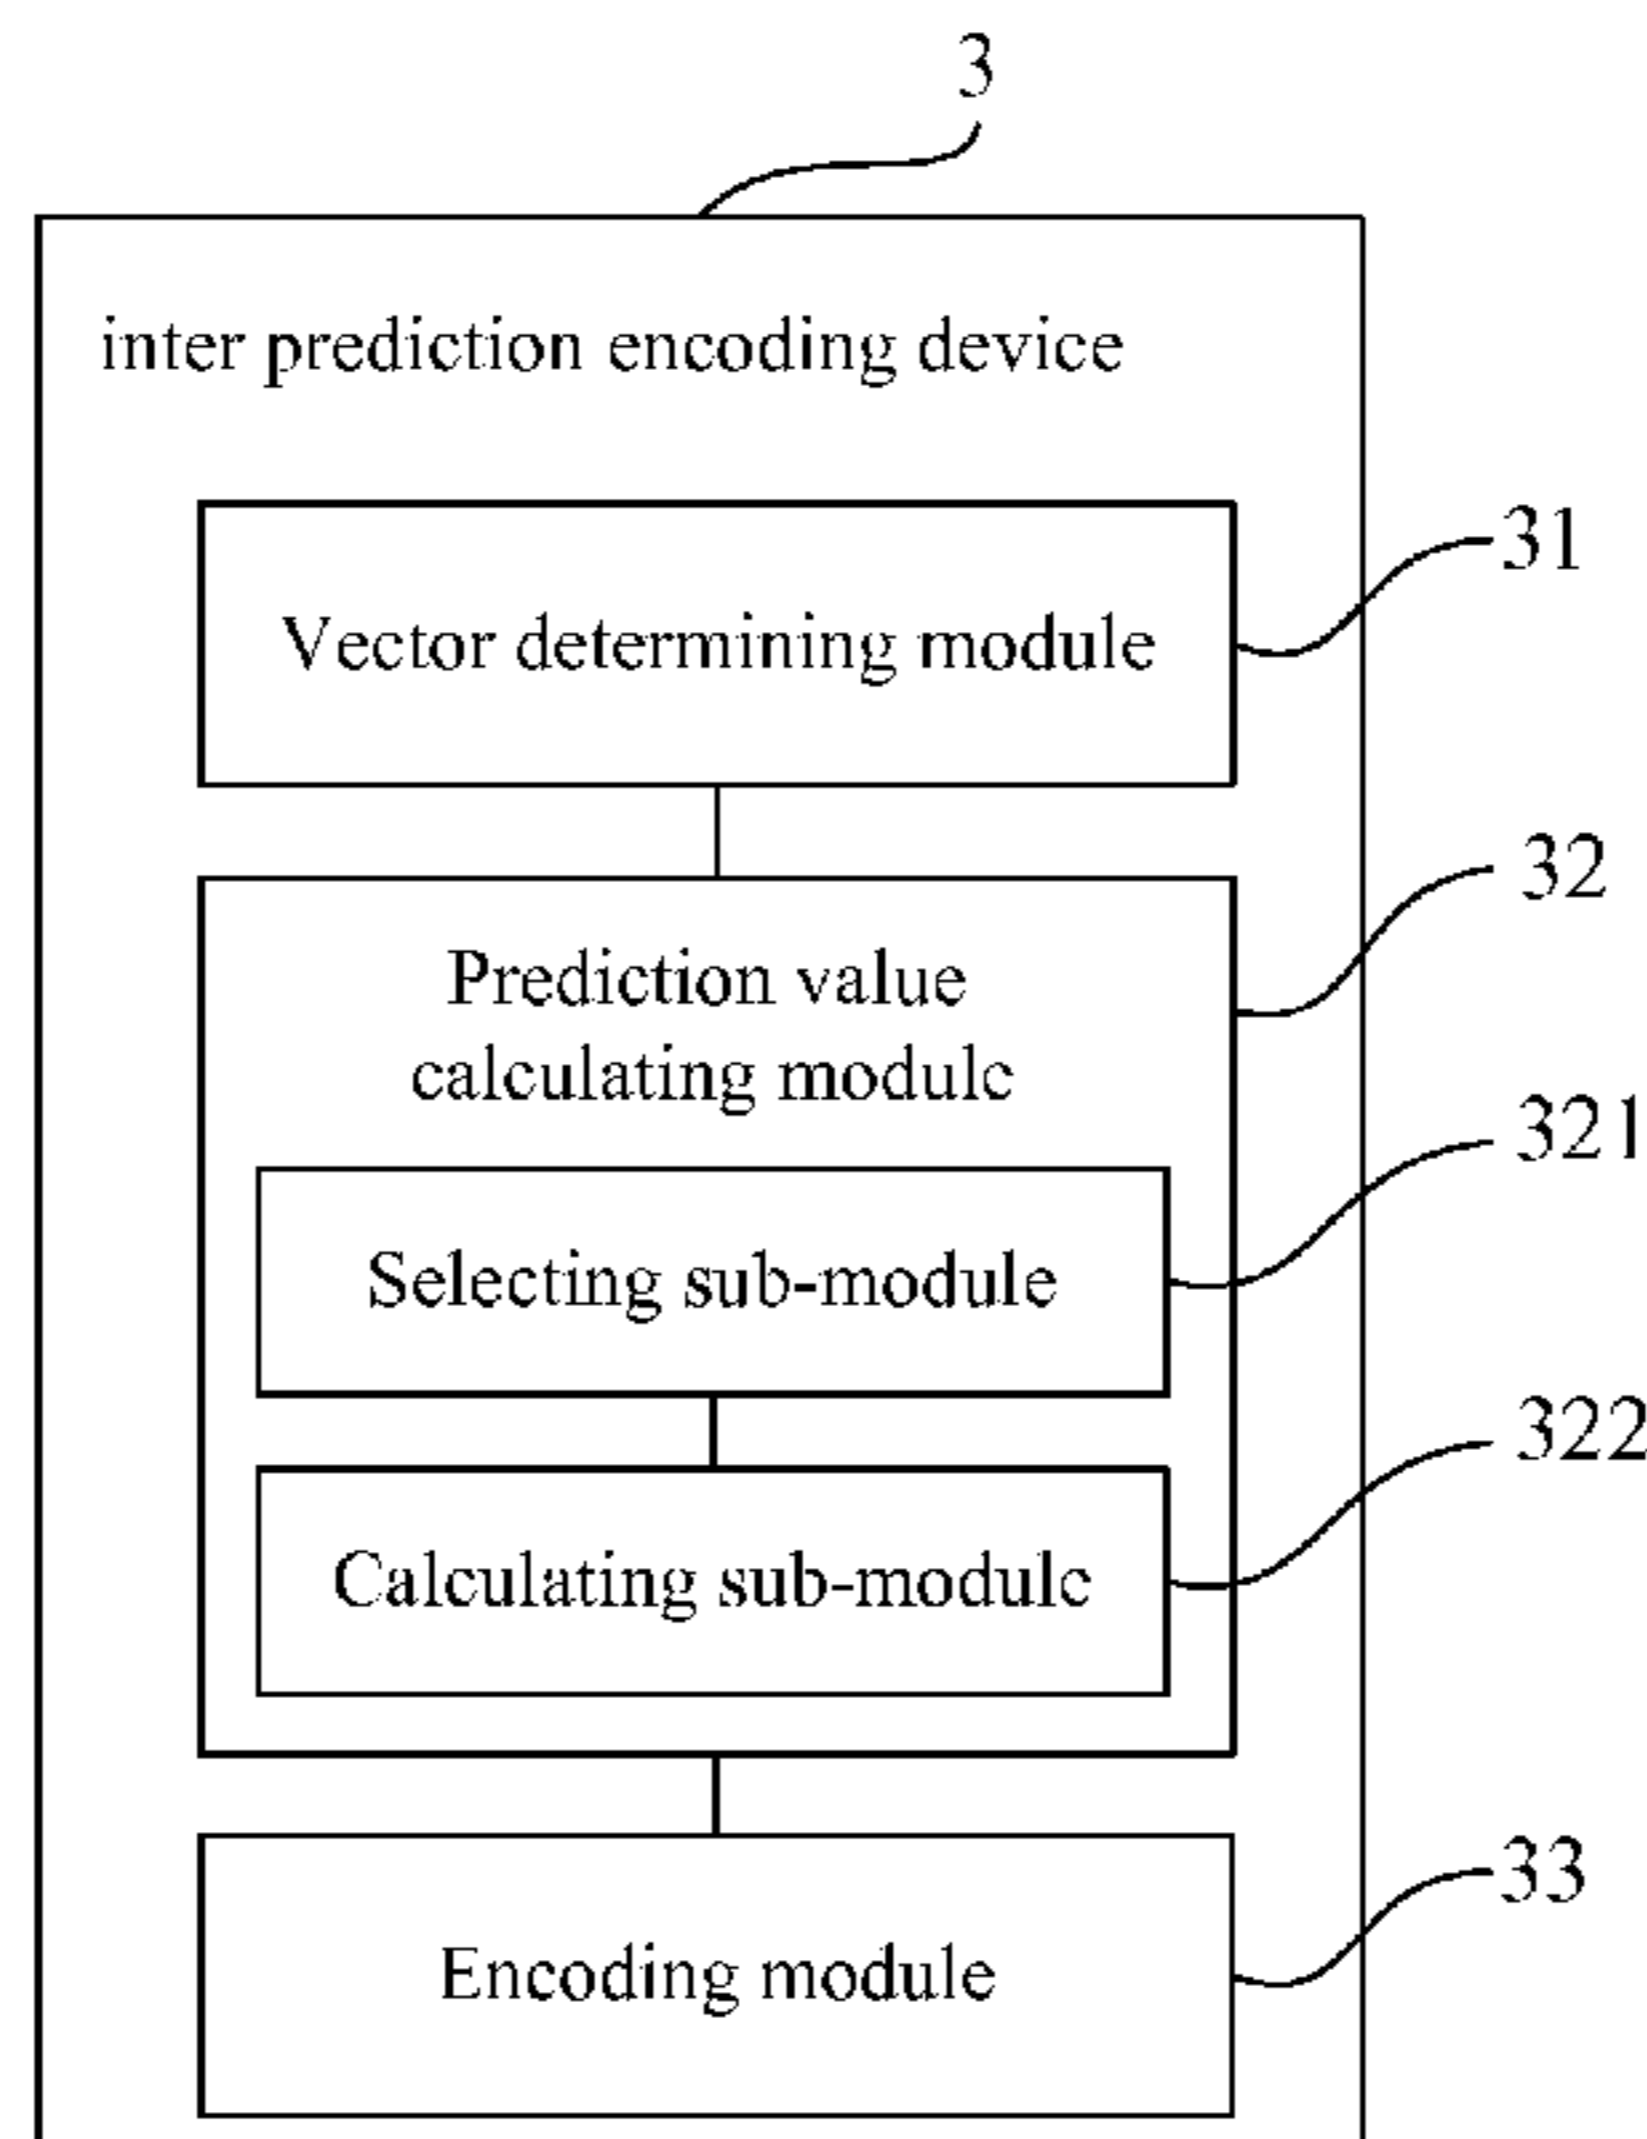 3
inter prediction encoding device
31
Vector determining module
32
Prediction value
calculating module
321
Selecting sub-module
322
Calculating sub-module
33
Encoding module